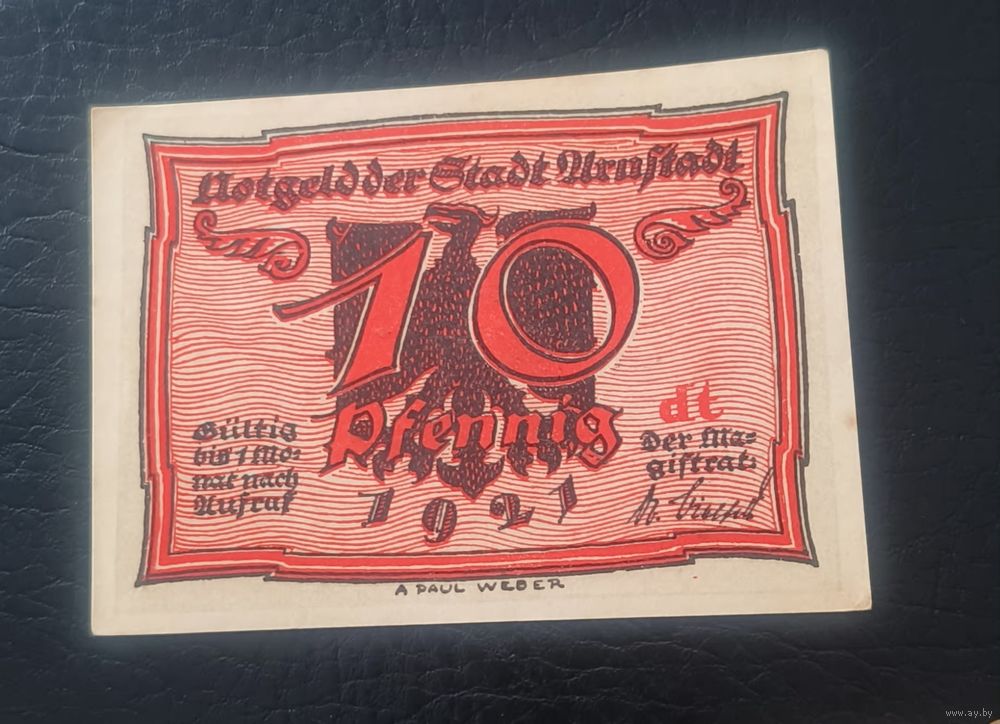 Notgeld der Stadt Arnstadt
10
Pfennig
1921
Gültig
bis 1 Mo=
nat nach
Aufruf
dt
Der Ma=
gistrat:
A PAUL WEBER
www.ay.by